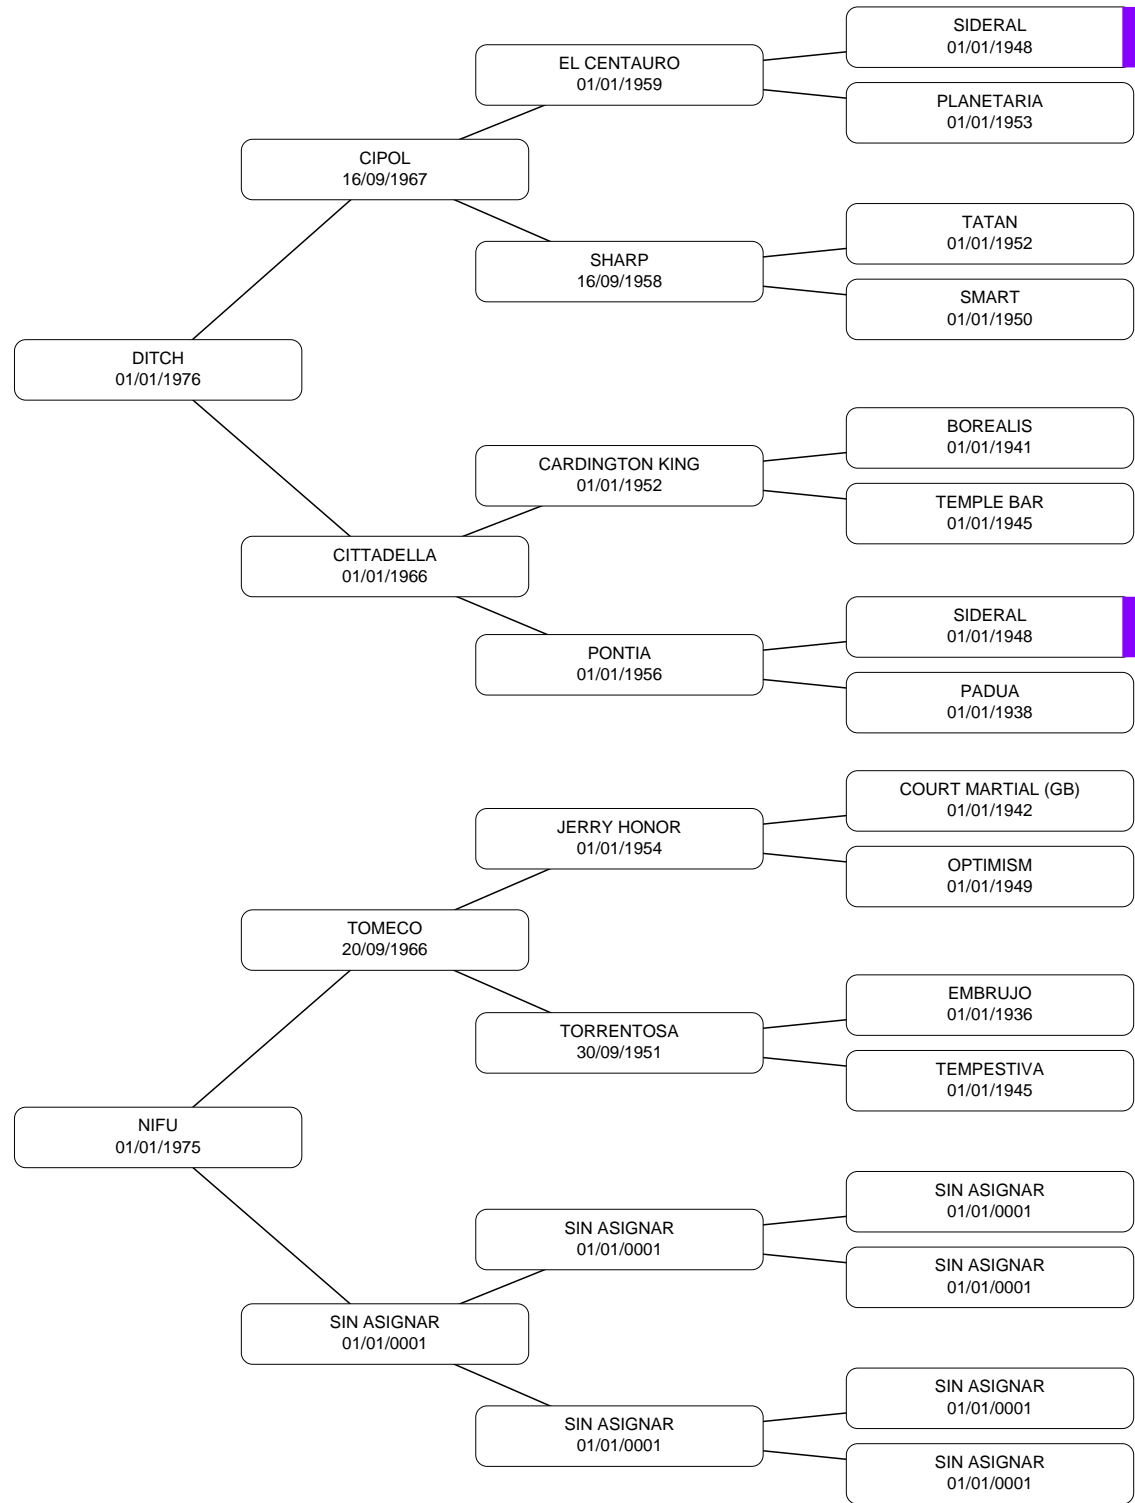 SIDERAL
01/01/1948
EL CENTAURO
01/01/1959
PLANETARIA
01/01/1953
CIPOL
16/09/1967
TATAN
01/01/1952
SHARP
16/09/1958
SMART
01/01/1950
DITCH
01/01/1976
BOREALIS
01/01/1941
CARDINGTON KING
01/01/1952
TEMPLE BAR
01/01/1945
CITTADELLA
01/01/1966
SIDERAL
01/01/1948
PONTIA
01/01/1956
PADUA
01/01/1938
COURT MARTIAL (GB)
01/01/1942
JERRY HONOR
01/01/1954
OPTIMISM
01/01/1949
TOMECO
20/09/1966
EMBRUJO
01/01/1936
TORRENTOSA
30/09/1951
TEMPESTIVA
01/01/1945
NIFU
01/01/1975
SIN ASIGNAR
01/01/0001
SIN ASIGNAR
01/01/0001
SIN ASIGNAR
01/01/0001
SIN ASIGNAR
01/01/0001
SIN ASIGNAR
01/01/0001
SIN ASIGNAR
01/01/0001
SIN ASIGNAR
01/01/0001